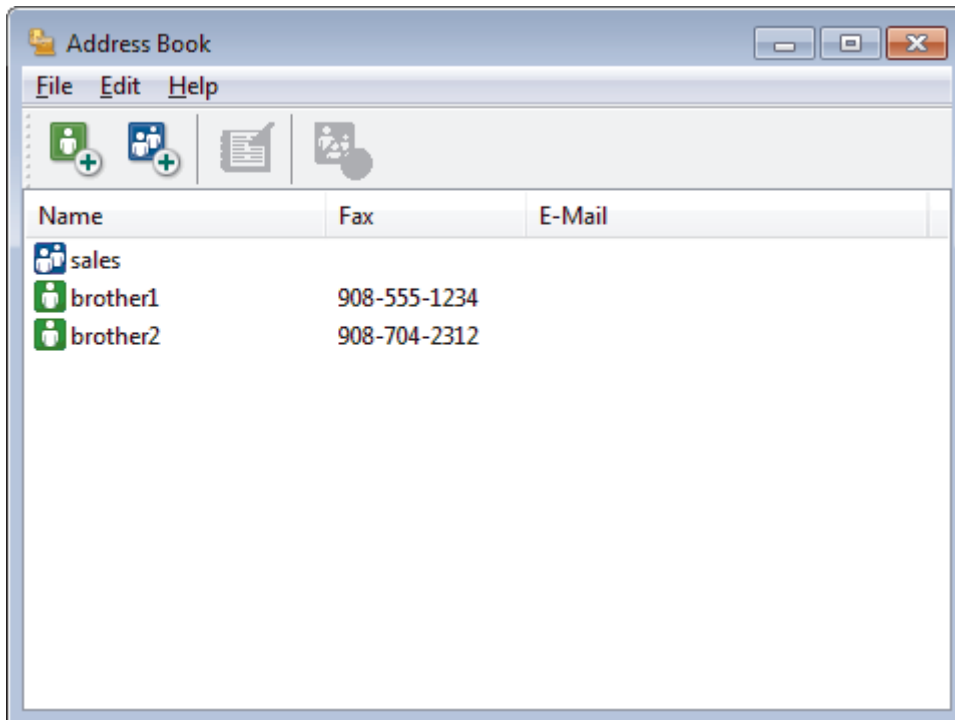 Address Book
File Edit Help
Name Fax E-Mail
sales
brother1 908-555-1234
brother2 908-704-2312